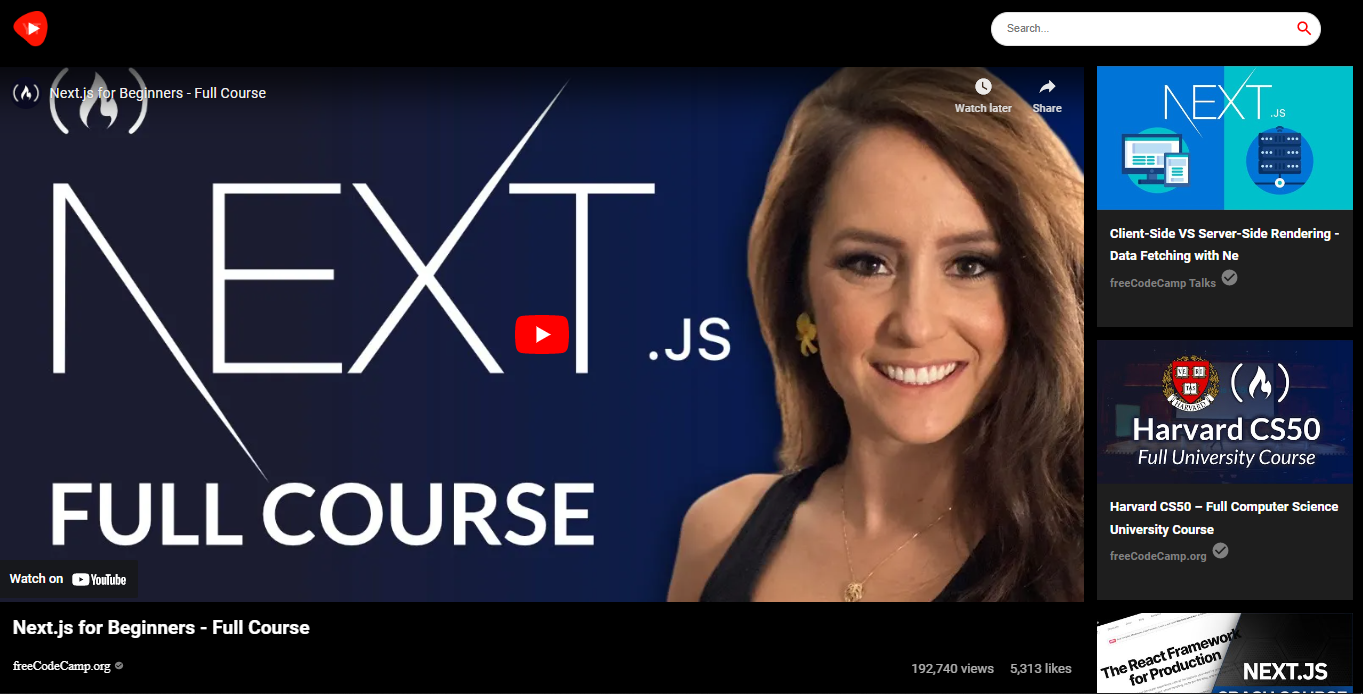 Search...
Next.js for Beginners - Full Course
Watch later
Share
NEXT
.JS
FULL COURSE
Watch on YouTube
Next.js for Beginners - Full Course
freeCodeCamp.org
192,740 views 5,313 likes
NEXT.JS
Client-Side VS Server-Side Rendering -
Data Fetching with Ne
freeCodeCamp Talks
VE RI
TAS
HARVARD
Harvard CS50
Full University Course
Harvard CS50 – Full Computer Science
University Course
freeCodeCamp.org
The React Framework
for Production
NEXT.JS
CRASH COURSE